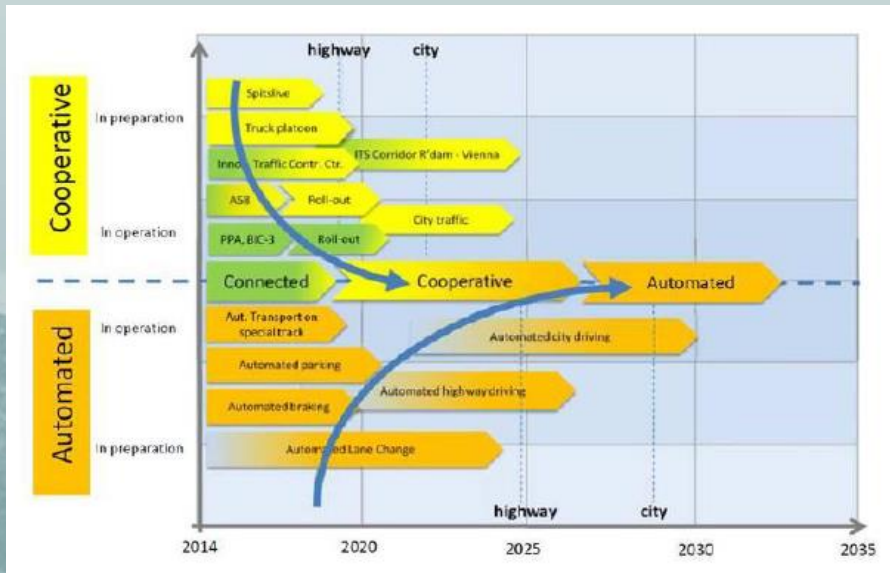 highway
city
Cooperative
In preparation
In operation
Spitslive
Truck platoon
Inno
Traffic Contr. Ctr.
ITS Corridor R'dam - Vienna
ASB
Roll-out
City traffic
PPA, BIC-3
Roll-out
Connected
Cooperative
Automated
Automated
In operation
In preparation
Aut. Transport on
special track
Automated city driving
Automated parking
Automated highway driving
Automated braking
Automated Lane Change
highway
city
2014
2020
2025
2030
2035